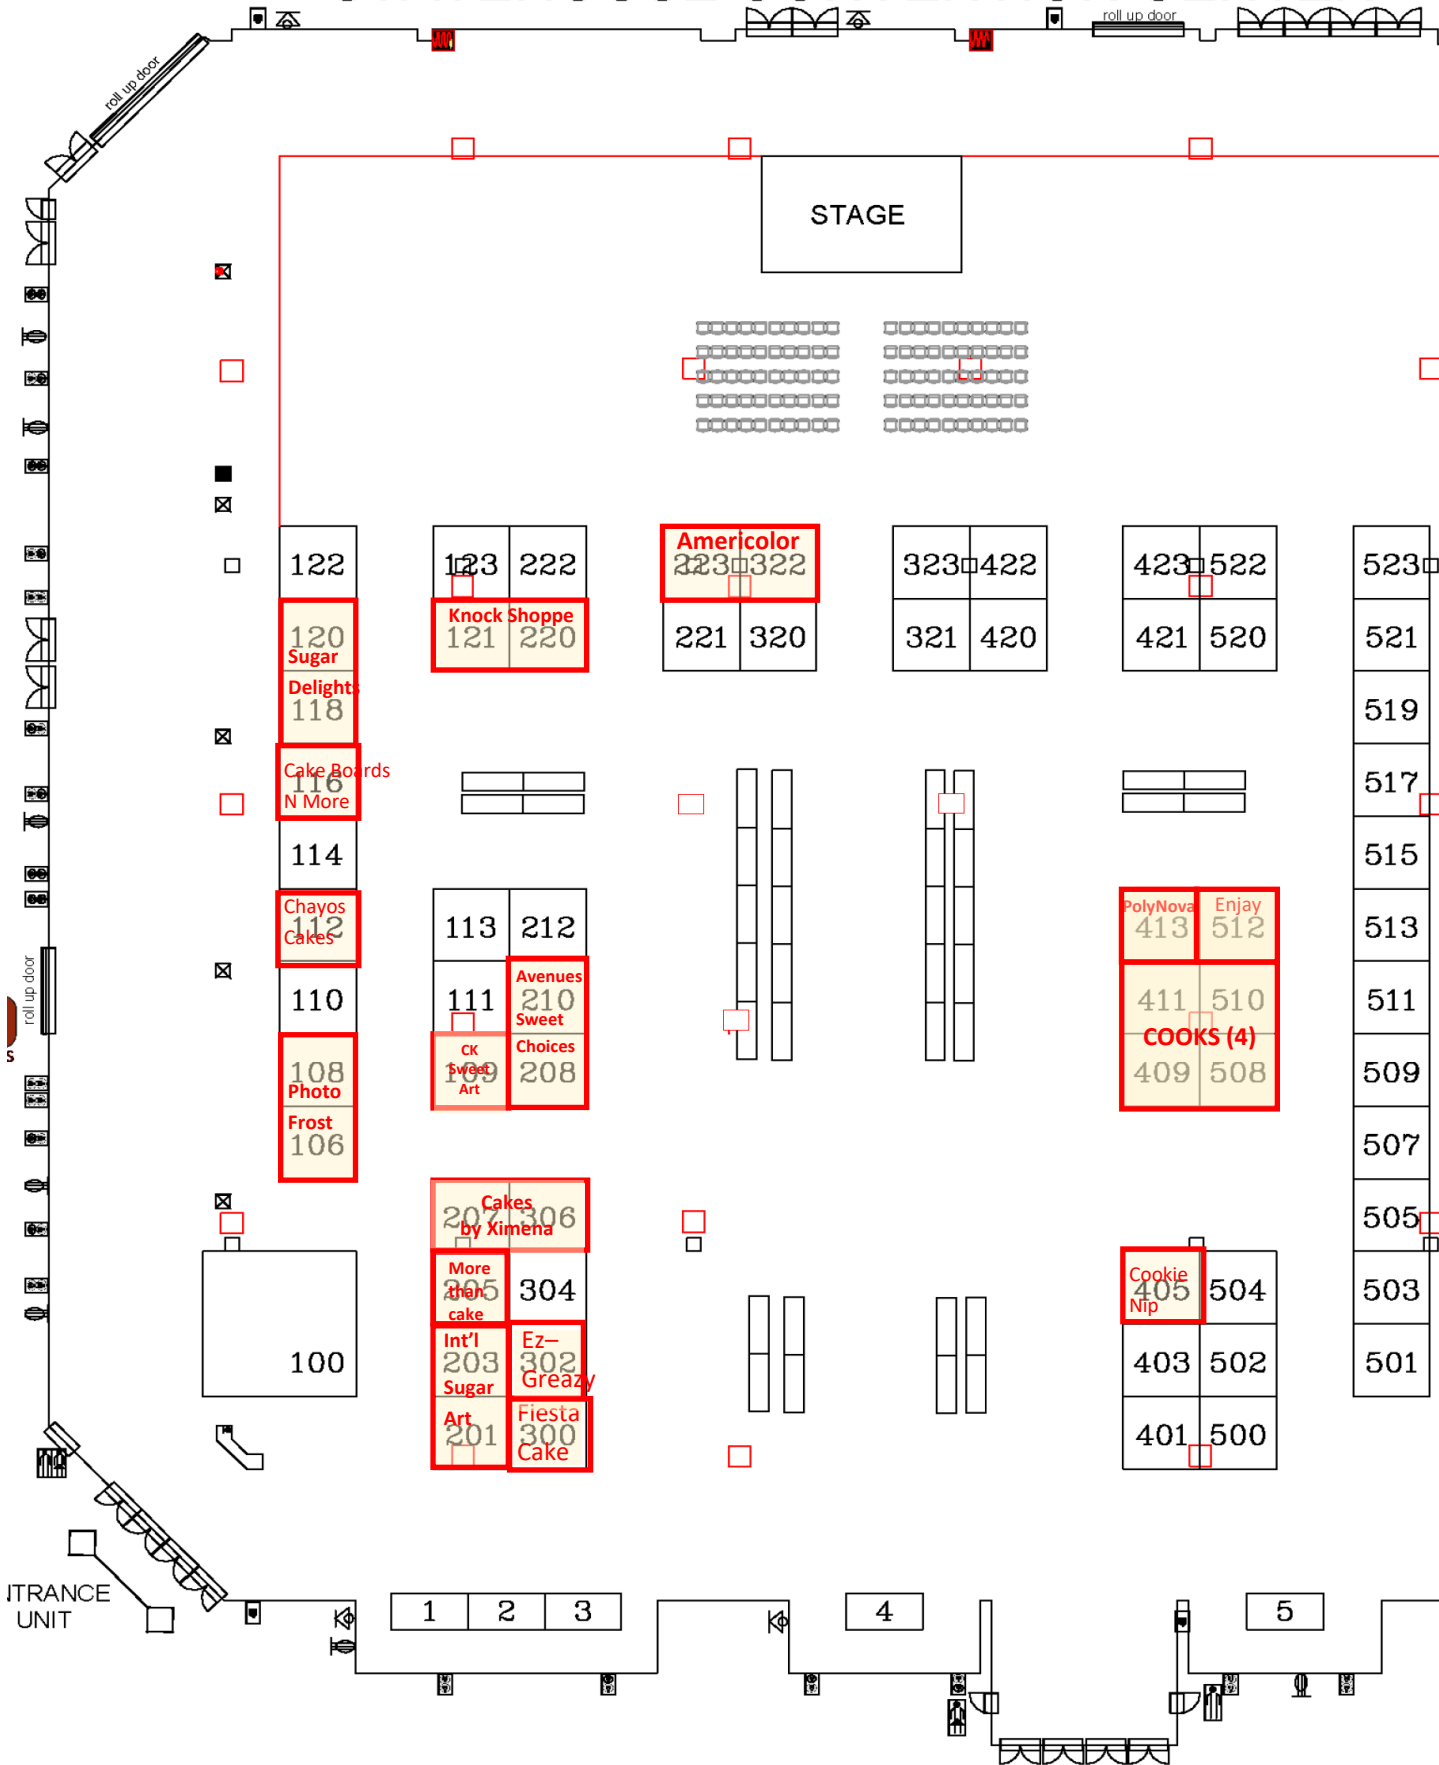 roll up door
roll up door
STAGE
122
123 222
Americolor
223 322
323 422
423 522
523
120
Sugar
Delights
118
Knock Shoppe
121 220
221 320
321 420
421 520
521
519
Cake Boards
116
N More
517
114
515
Chayos
112
Cakes
113 212
PolyNova
413
Enjay
512
513
roll up door
s
110
111
Avenues
210
Sweet
Choices
208
411 510
COOKS (4)
409 508
511
108
Photo
Frost
106
CK
Sweet
109
Art
509
507
Cakes
207 306
by Ximena
505
More
205
than
cake
304
Cookie
405
Nip
504
503
100
Int'l
203
Sugar
Art
201
Ez–
302
Greazy
Fiesta
300
Cake
403 502
501
401 500
NTRANCE
UNIT
1 2 3
4
5